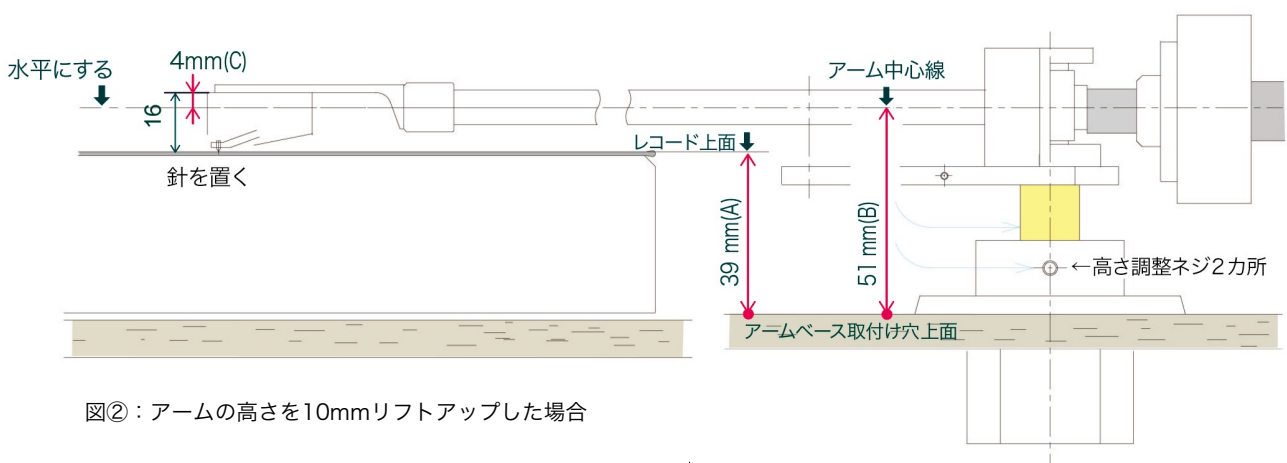 水平にする
4mm(C)
アーム中心線
16
レコード上面
針を置く
39 mm(A)
51 mm(B)
←高さ調整ネジ2カ所
アームベース取付け穴上面
図②：アームの高さを10mmリフトアップした場合